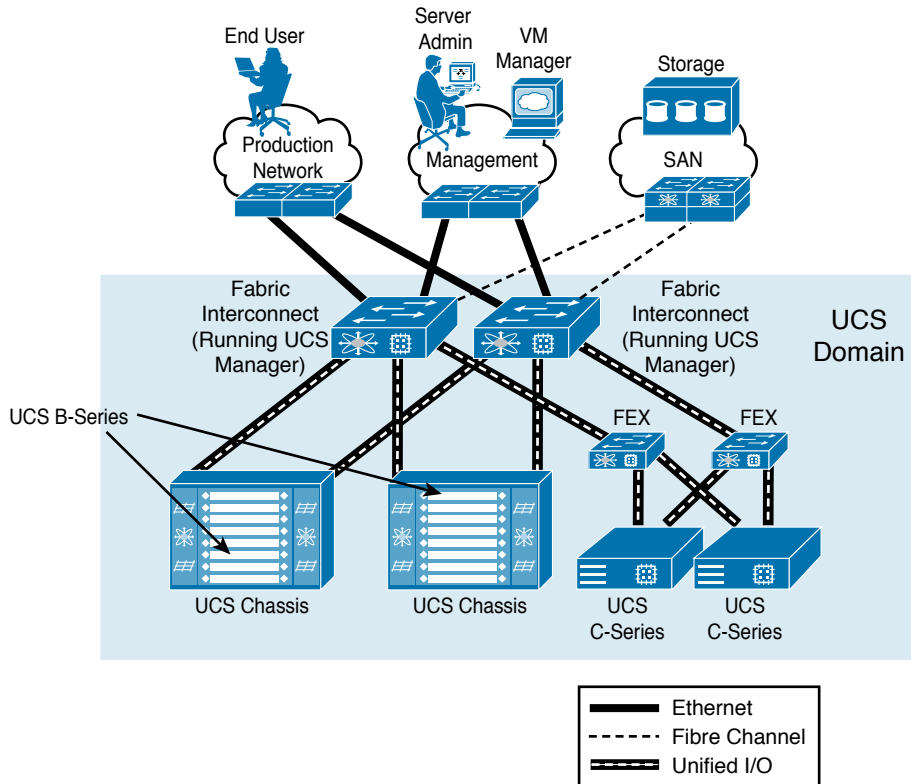 End User
Server
Admin
VM
Manager
Storage
Production
Network
Management
SAN
Fabric
Interconnect
(Running UCS
Manager)
Fabric
Interconnect
(Running UCS
Manager)
UCS
Domain
UCS B-Series
FEX
FEX
UCS Chassis
UCS Chassis
UCS
C-Series
UCS
C-Series
Ethernet
Fibre Channel
Unified I/O